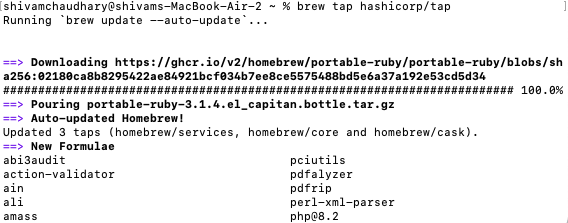 [shivamchaudhary@shivams-MacBook-Air-2 ~ % brew tap hashicorp/tap ]
Running `brew update --auto-update`...
==> Downloading https://ghcr.io/v2/homebrew/portable-ruby/portable-ruby/blobs/sh
a256:02180ca8b8295422ae84921bcf034b7ee8ce5575488bd5e6a37a192e53cd5d34
######################################################################## 100.0%
==> Pouring portable-ruby-3.1.4.el_capitan.bottle.tar.gz
==> Auto-updated Homebrew!
Updated 3 taps (homebrew/services, homebrew/core and homebrew/cask).
==> New Formulae
abi3audit pciutils
action-validator pdfalyzer
ain pdfrip
ali perl-xml-parser
amass php@8.2